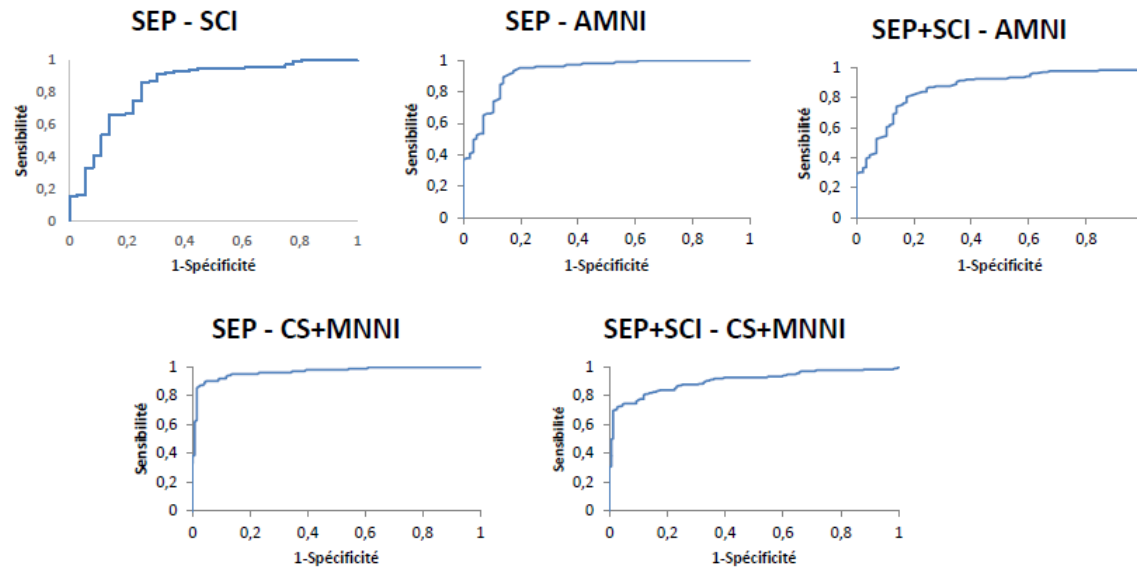 SEP - SCI
Sensibilité
1
0,8
0,6
0,4
0,2
0
0 0,2 0,4 0,6 0,8 1
1-Spécificité
SEP - AMNI
Sensibilité
1
0,8
0,6
0,4
0,2
0
0 0,2 0,4 0,6 0,8 1
1-Spécificité
SEP+SCI - AMNI
Sensibilité
1
0,8
0,6
0,4
0,2
0
0 0,2 0,4 0,6 0,8
1-Spécificité
SEP - CS+MNNI
Sensibilité
1
0,8
0,6
0,4
0,2
0
0 0,2 0,4 0,6 0,8 1
1-Spécificité
SEP+SCI - CS+MNNI
Sensibilité
1
0,8
0,6
0,4
0,2
0
0 0,2 0,4 0,6 0,8 1
1-Spécificité